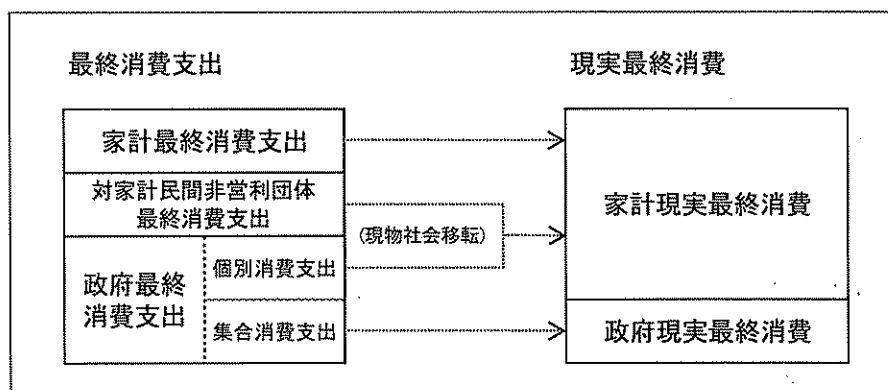 最終消費支出
現実最終消費
家計最終消費支出
対家計民間非営利団体
最終消費支出
政府最終
消費支出
個別消費支出
集合消費支出
(現物社会移転)
家計現実最終消費
政府現実最終消費